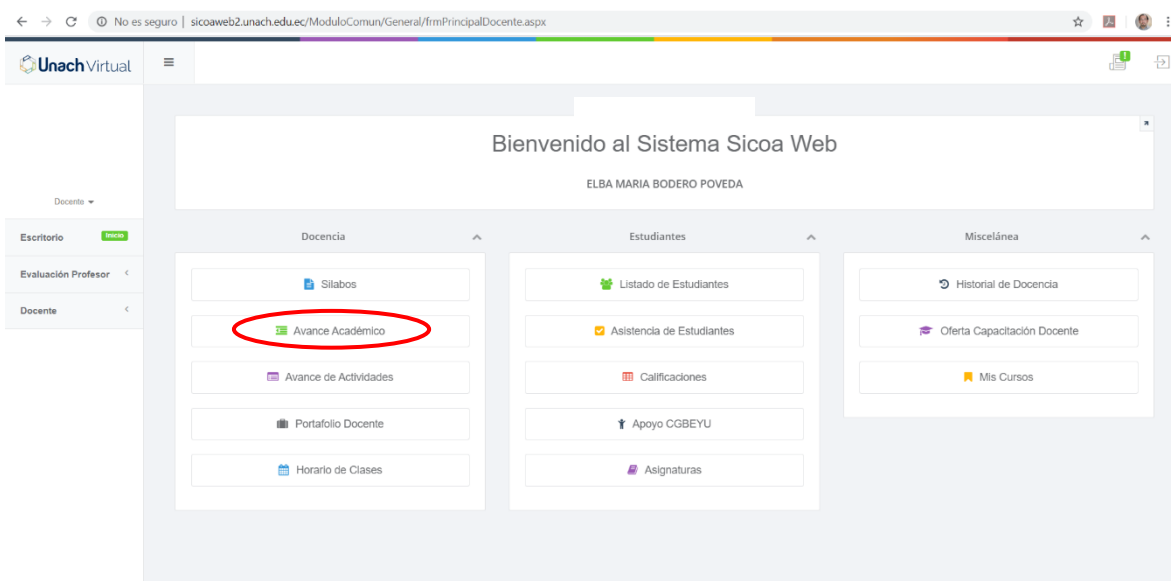 No es seguro | sicoaweb2.unach.edu.ec/ModuloComun/General/frmPrincipalDocente.aspx
Unach Virtual
!
Bienvenido al Sistema Sicoa Web
ELBA MARIA BODERO POVEDA
Docente
Escritorio Inicio
Evaluación Profesor
Docente
Docencia
Sílabos
Avance Académico
Avance de Actividades
Portafolio Docente
Horario de Clases
Estudiantes
Listado de Estudiantes
Asistencia de Estudiantes
Calificaciones
Apoyo CGBEYU
Asignaturas
Miscelánea
Historial de Docencia
Oferta Capacitación Docente
Mis Cursos